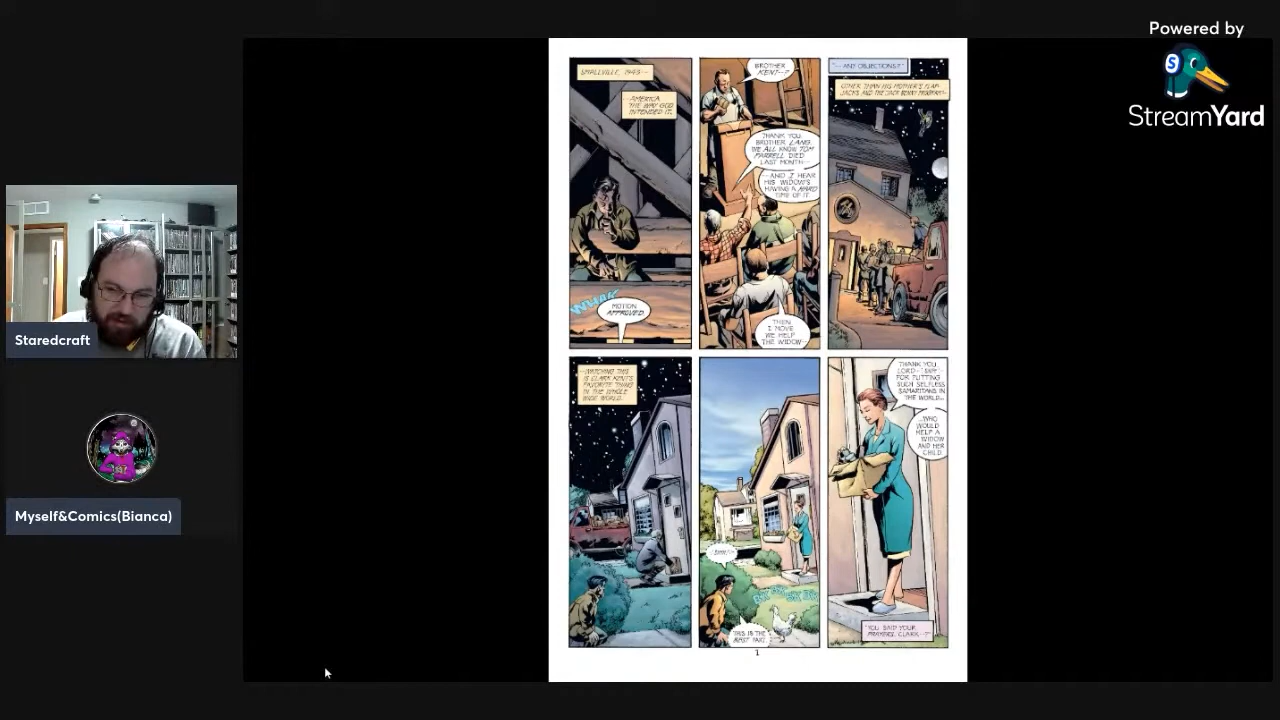 Powered by
StreamYard
SMALLVILLE, 1943--
--AMERICA
THE WAY GOD
INTENDED IT.
WHAK
MOTION
APPROVED.
BROTHER
KENT--?
THANK YOU,
BROTHER LANG.
WE ALL KNOW TOM
FARRELL DIED
LAST MONTH--
--AND I HEAR
HIS WIDOW'S
HAVING A HARD
TIME OF IT.
THEN
I MOVE
WE HELP
THE WIDOW--
"--ANY OBJECTIONS?"
OTHER THAN HIS MOTHER'S FLAP-
JACKS AND THE JACK BENNY PROGRAM--
--WATCHING THIS
IS CLARK KENT'S
FAVORITE THING
IN THE WHOLE
WIDE WORLD.
THIS IS THE
BEST
THANK YOU,
LORD--
FOR PUTTING
SUCH SELFLESS
SAMARITANS IN
THE WORLD...
...WHO
WOULD
HELP A
WIDOW
AND HER
CHILD.
"YOU SAID YOUR
PRAYERS, CLARK--?"
1
Stared
Myself&Comics(Bianca)